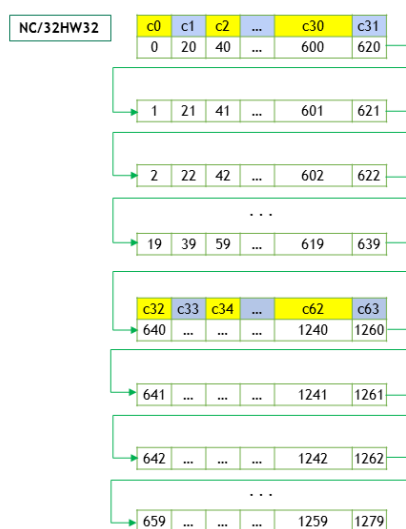 NC/32HW32
c0 c1 c2 ... c30 c31
0 20 40 ... 600 620
1 21 41 ... 601 621
2 22 42 ... 602 622
. . .
19 39 59 ... 619 639
c32 c33 c34 ... c62 c63
640 ... ... ... 1240 1260
641 ... ... ... 1241 1261
642 ... ... ... 1242 1262
. . .
659 ... ... ... 1259 1279